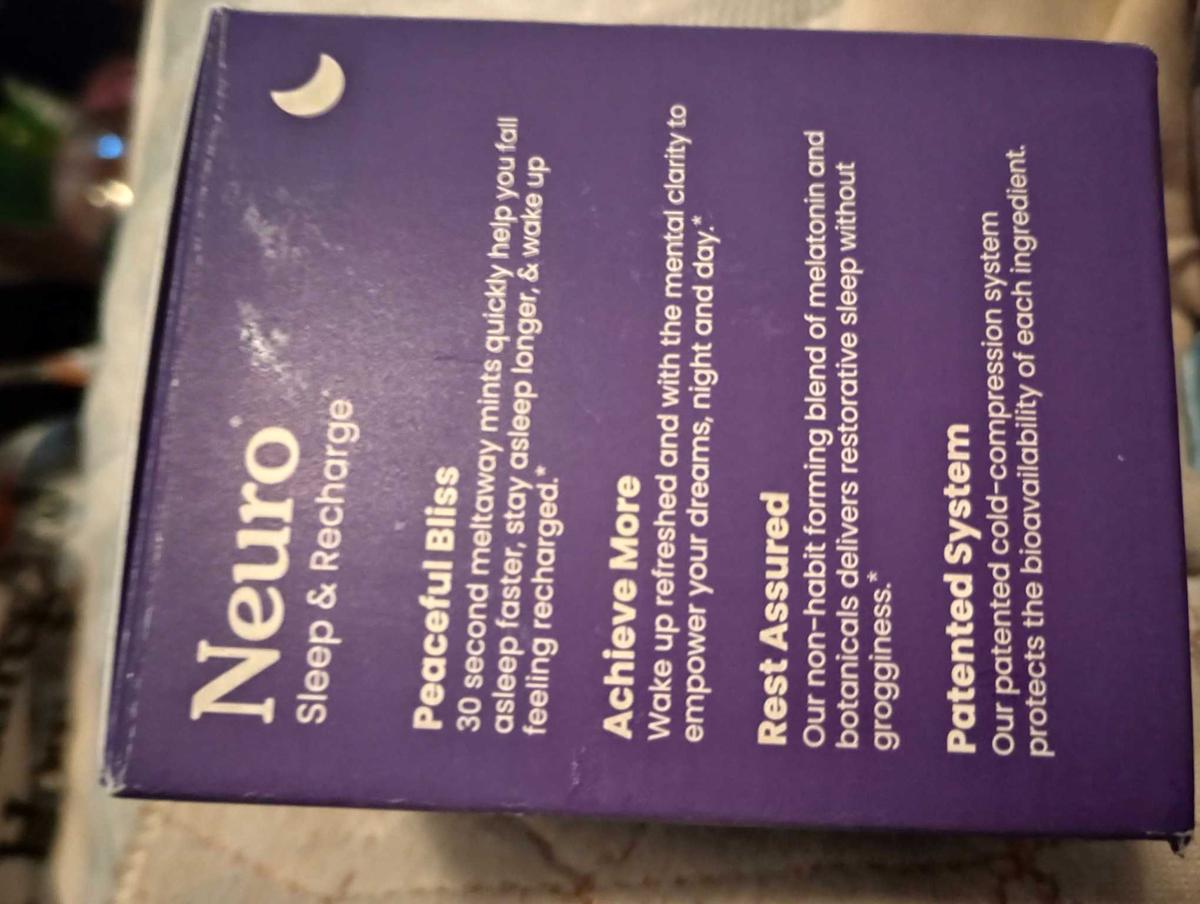 Neuro®
Sleep & Recharge
Peaceful Bliss
30 second meltaway mints quickly help you fall
asleep faster, stay asleep longer, & wake up
feeling recharged.*
Achieve More
Wake up refreshed and with the mental clarity to
empower your dreams, night and day.*
Rest Assured
Our non-habit forming blend of melatonin and
botanicals delivers restorative sleep without
grogginess.*
Patented System
Our patented cold-compression system
protects the bioavailability of each ingredient.